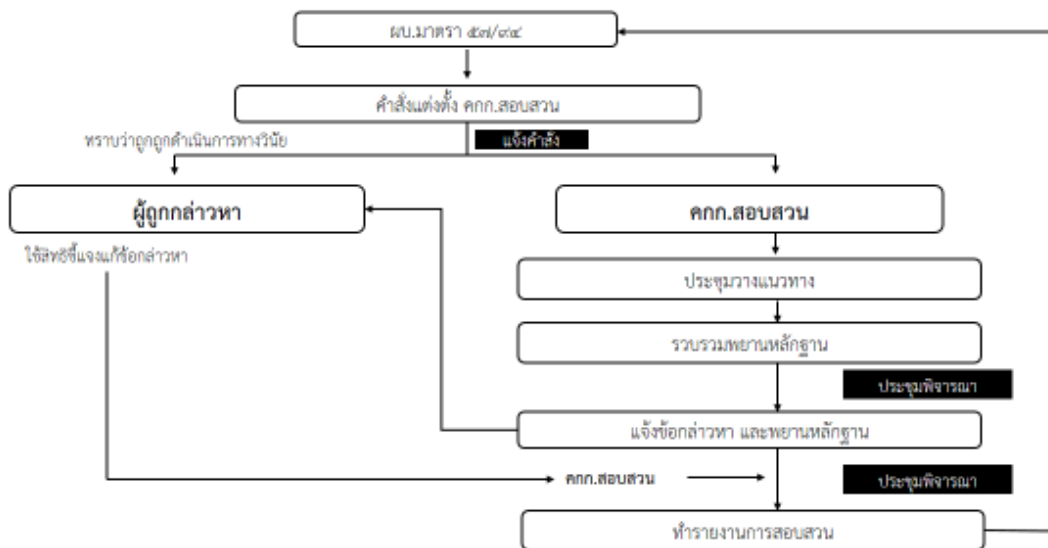 ผบ.มาตรา ๕๗/๙๔
คำสั่งแต่งตั้ง คกก.สอบสวน
ทราบว่าถูกถูกดำเนินการทางวินัย
แจ้งคำสั่ง
ผู้ถูกกล่าวหา
คกก.สอบสวน
ใช้สิทธิชี้แจงแก้ข้อกล่าวหา
ประชุมวางแนวทาง
รวบรวมพยานหลักฐาน
ประชุมพิจารณา
แจ้งข้อกล่าวหา และพยานหลักฐาน
คกก.สอบสวน
ประชุมพิจารณา
ทำรายงานการสอบสวน